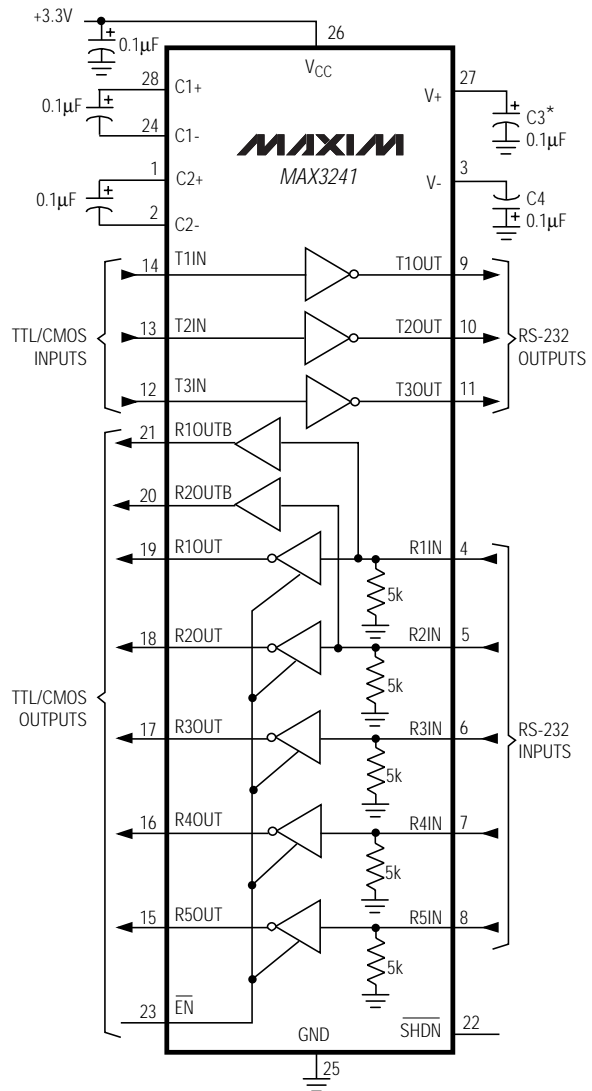 +3.3V
26
0.1µF
VCC
28
C1+
27
V+
0.1µF
C3*
24
C1-
0.1µF
MAXIM
1
C2+
MAX3241
3
V-
0.1µF
C4
2
C2-
0.1µF
14
T1IN
T1OUT
9
TTL/CMOS
INPUTS
13
T2IN
T2OUT
10
RS-232
OUTPUTS
12
T3IN
T3OUT
11
21
R1OUTB
20
R2OUTB
19
R1OUT
R1IN
4
5k
18
R2OUT
R2IN
5
5k
TTL/CMOS
OUTPUTS
17
R3OUT
R3IN
6
RS-232
INPUTS
5k
16
R4OUT
R4IN
7
5k
15
R5OUT
R5IN
8
5k
23
EN
GND
SHDN
22
25